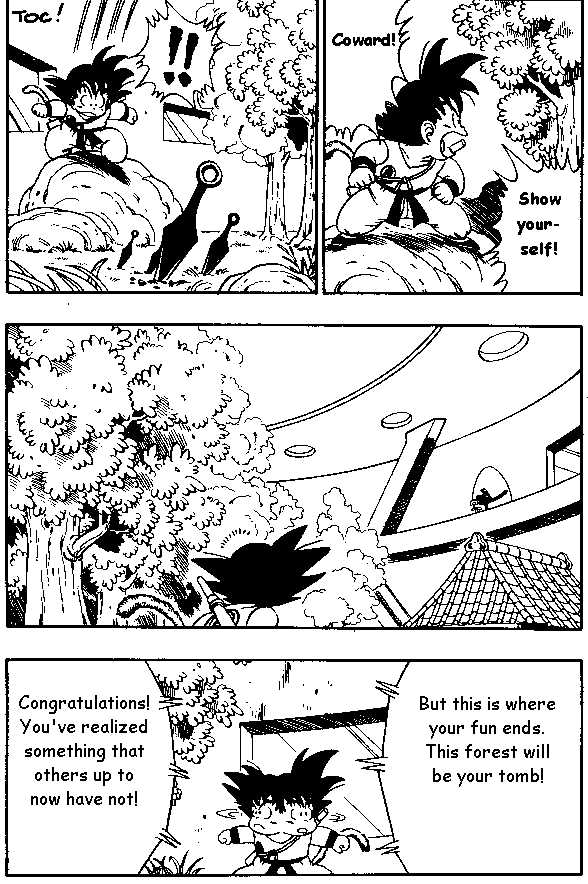 Toc!
!!
Coward!
Show
your-
self!
Congratulations!
You've realized
something that
others up to
now have not!
But this is where
your fun ends.
This forest will
be your tomb!